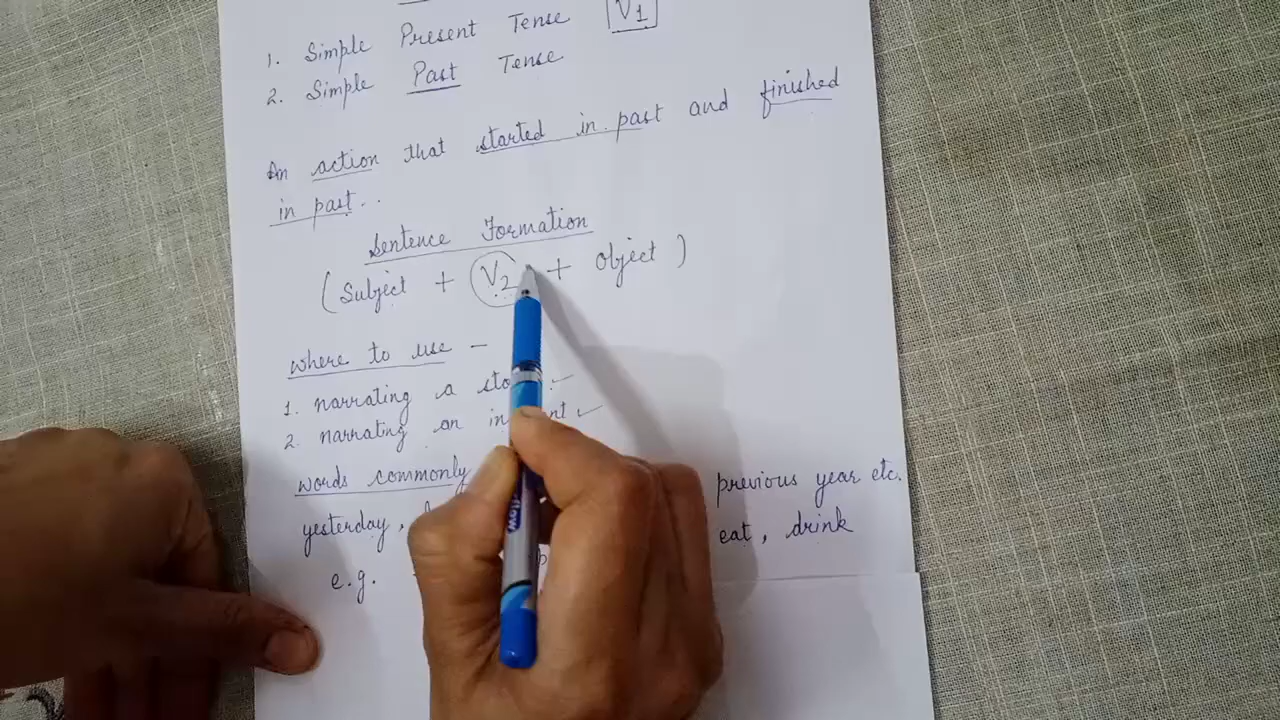 1. Simple Present Tense V1
2. Simple Past Tense
An action that started in past and finished
in past..
Sentence Formation
(Subject + V2 + Object)
where to use -
1. narrating a
2. narrating an
words commonly previous year etc.
yesterday, eat, drink
e.g.
flow